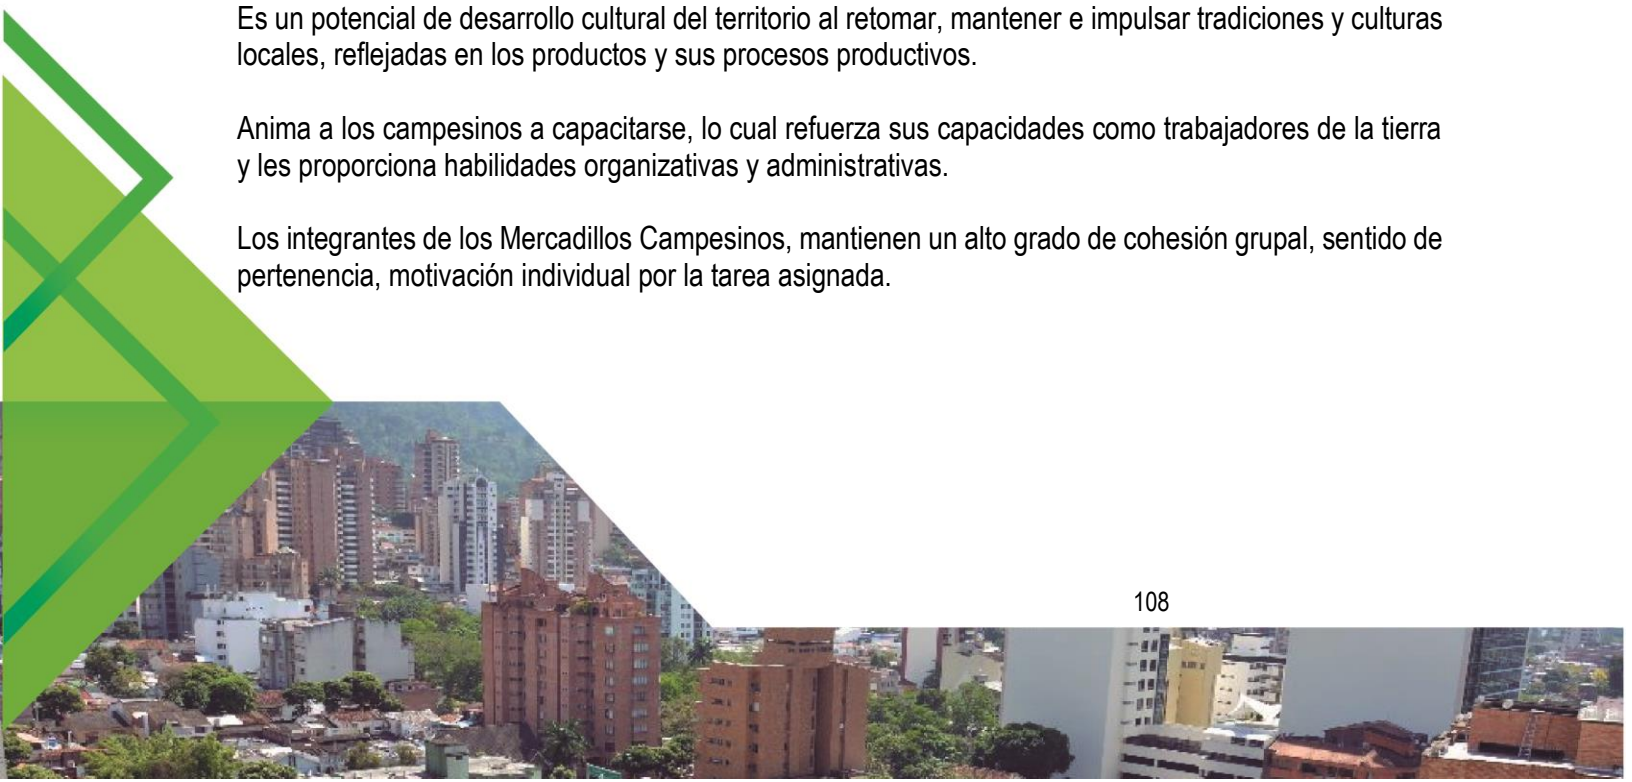 Es un potencial de desarrollo cultural del territorio al retomar, mantener e impulsar tradiciones y culturas
locales, reflejadas en los productos y sus procesos productivos.
Anima a los campesinos a capacitarse, lo cual refuerza sus capacidades como trabajadores de la tierra
y les proporciona habilidades organizativas y administrativas.
Los integrantes de los Mercadillos Campesinos, mantienen un alto grado de cohesión grupal, sentido de
pertenencia, motivación individual por la tarea asignada.
108